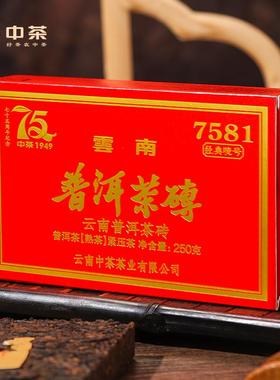 中茶
好茶在中茶
七十五周年纪念
75
中茶1949
雲南
7581
经典唛号
普洱茶磚
云南普洱茶砖
普洱茶【熟茶】紧压茶 净含量: 250克
云南中茶茶业有限公司